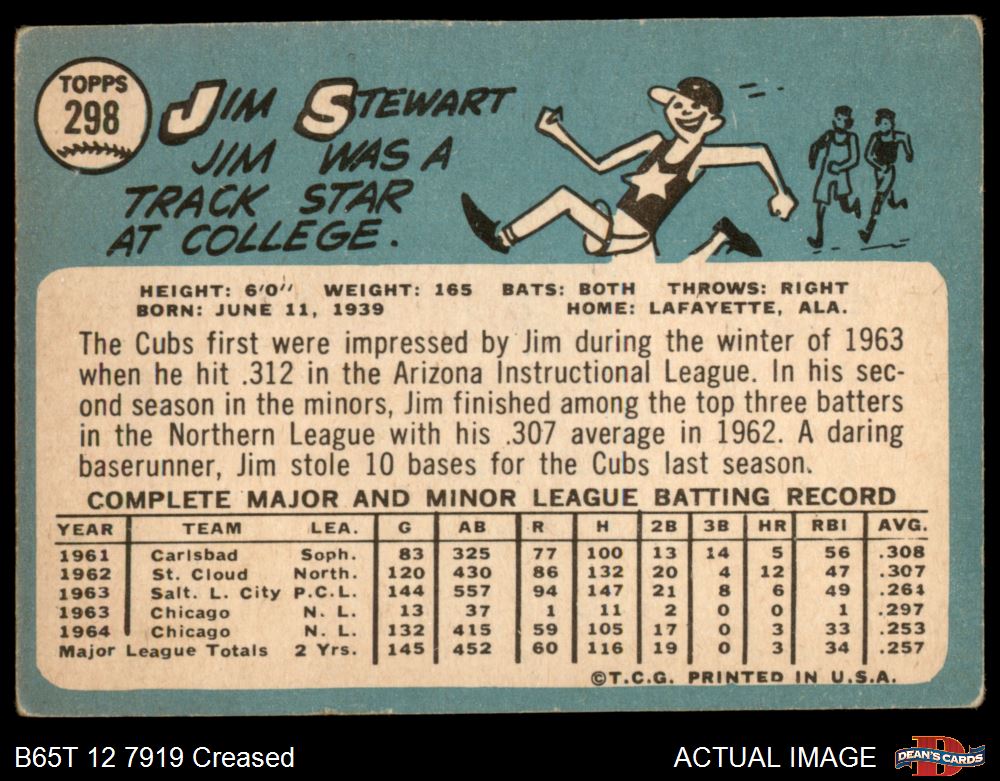 TOPPS
298
JIM STEWART
JIM WAS A
TRACK STAR
AT COLLEGE.
HEIGHT: 6'0" WEIGHT: 165 BATS: BOTH THROWS: RIGHT
BORN: JUNE 11, 1939 HOME: LAFAYETTE, ALA.
The Cubs first were impressed by Jim during the winter of 1963
when he hit .312 in the Arizona Instructional League. In his sec-
ond season in the minors, Jim finished among the top three batters
in the Northern League with his .307 average in 1962. A daring
baserunner, Jim stole 10 bases for the Cubs last season.
COMPLETE MAJOR AND MINOR LEAGUE BATTING RECORD
YEAR TEAM LEA. G AB R H 2B 3B HR RBI AVG.
1961 Carlsbad Soph. 83 325 77 100 13 14 5 56 .308
1962 St. Cloud North. 120 430 86 132 20 4 12 47 .307
1963 Salt. L. City P.C.L. 144 557 94 147 21 8 6 49 .264
1963 Chicago N. L. 13 37 1 11 2 0 0 1 .297
1964 Chicago N. L. 132 415 59 105 17 0 3 33 .253
Major League Totals 2 Yrs. 145 452 60 116 19 0 3 34 .257
©T.C.G. PRINTED IN U.S.A.
B65T 12 7919 Creased ACTUAL IMAGE
DEAN'S CARDS